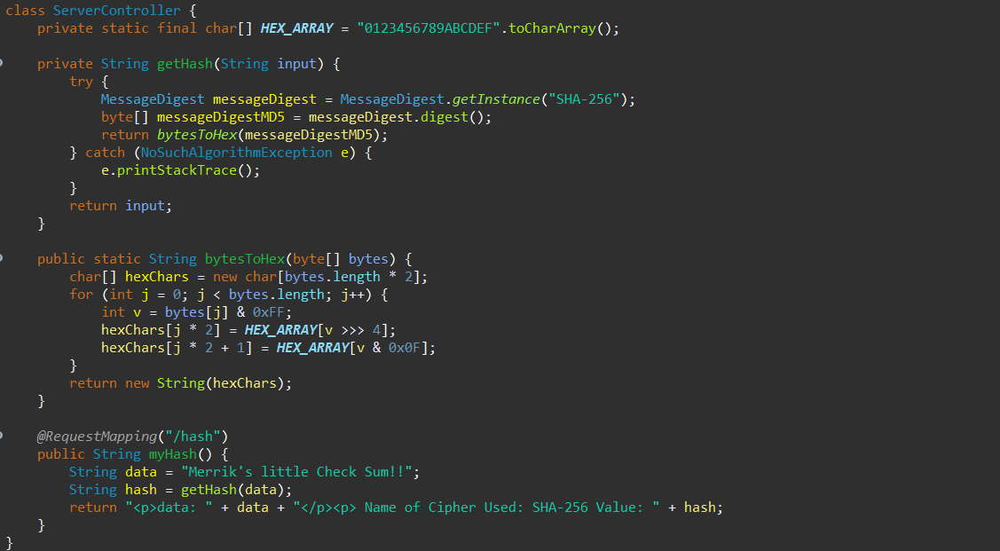 class ServerController {
    private static final char[] HEX_ARRAY = "0123456789ABCDEF".toCharArray();

    private String getHash(String input) {
        try {
            MessageDigest messageDigest = MessageDigest.getInstance("SHA-256");
            byte[] messageDigestMD5 = messageDigest.digest();
            return bytesToHex(messageDigestMD5);
        } catch (NoSuchAlgorithmException e) {
            e.printStackTrace();
        }
        return input;
    }

    public static String bytesToHex(byte[] bytes) {
        char[] hexChars = new char[bytes.length * 2];
        for (int j = 0; j < bytes.length; j++) {
            int v = bytes[j] & 0xFF;
            hexChars[j * 2] = HEX_ARRAY[v >>> 4];
            hexChars[j * 2 + 1] = HEX_ARRAY[v & 0x0F];
        }
        return new String(hexChars);
    }

    @RequestMapping("/hash")
    public String myHash() {
        String data = "Merrik's little Check Sum!!";
        String hash = getHash(data);
        return "<p>data: " + data + "</p><p> Name of Cipher Used: SHA-256 Value: " + hash;
    }
}